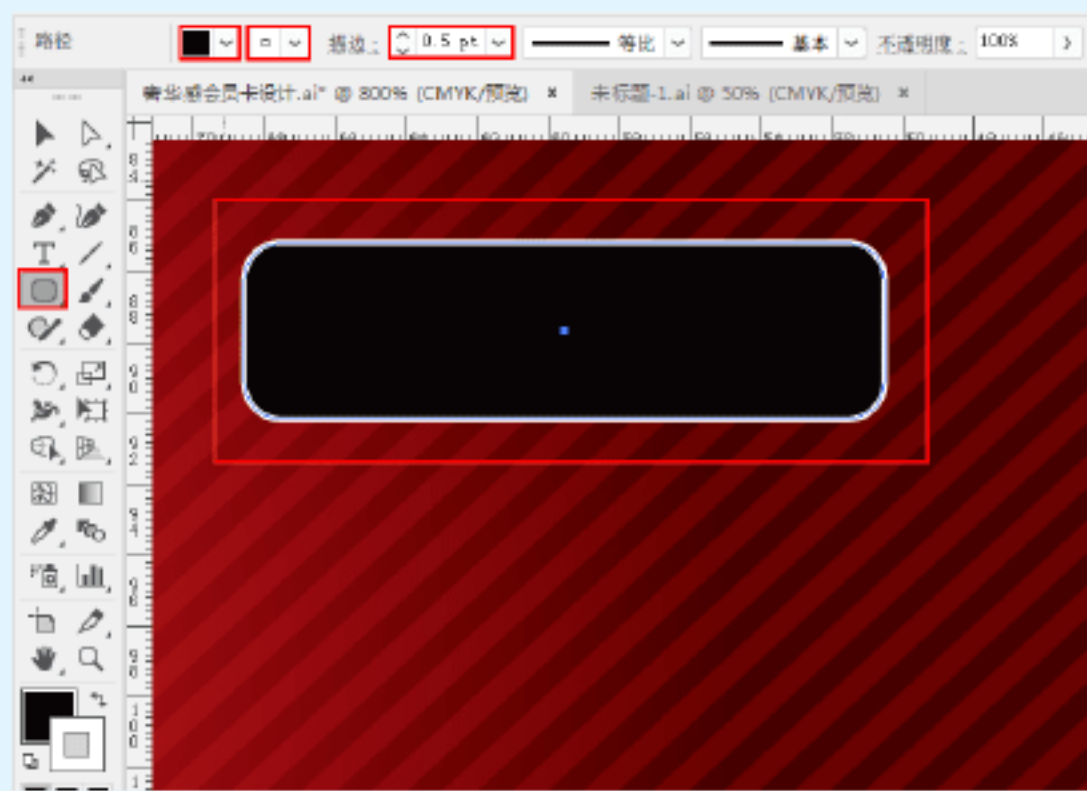 路径 描边： 0.5 pt 等比 基本 不透明度： 100%
奢华感会员卡设计.ai* @ 800% (CMYK/预览) × 未标题-1.ai @ 50% (CMYK/预览) ×